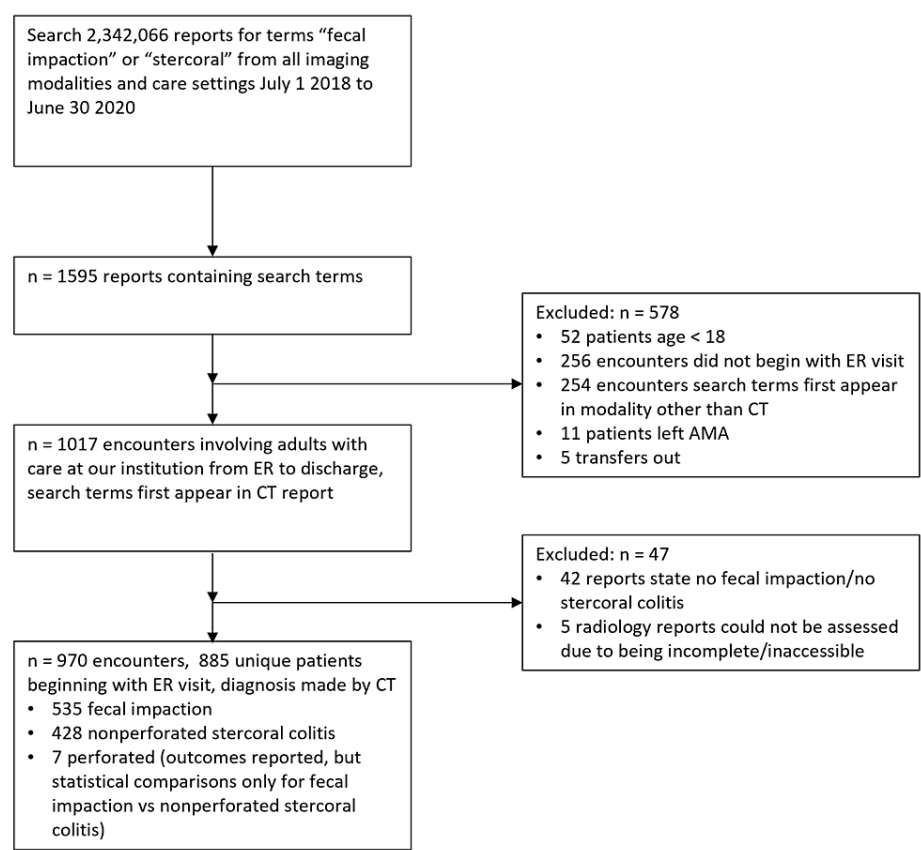 Search 2,342,066 reports for terms “fecal
impaction” or “stercoral” from all imaging
modalities and care settings July 1 2018 to
June 30 2020
n = 1595 reports containing search terms
Excluded: n = 578
• 52 patients age < 18
• 256 encounters did not begin with ER visit
• 254 encounters search terms first appear
in modality other than CT
• 11 patients left AMA
• 5 transfers out
n = 1017 encounters involving adults with
care at our institution from ER to discharge,
search terms first appear in CT report
Excluded: n = 47
• 42 reports state no fecal impaction/no
stercoral colitis
• 5 radiology reports could not be assessed
due to being incomplete/inaccessible
n = 970 encounters,  885 unique patients
beginning with ER visit, diagnosis made by CT
• 535 fecal impaction
• 428 nonperforated stercoral colitis
• 7 perforated (outcomes reported, but
statistical comparisons only for fecal
impaction vs nonperforated stercoral
colitis)